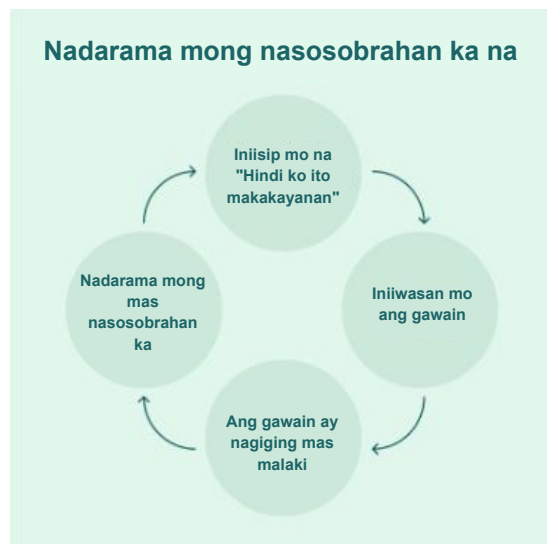 Nadarama mong nasosobrahan ka na
Iniisip mo na
"Hindi ko ito
makakayanan"
Iniiwasan mo
ang gawain
Ang gawain ay
nagiging mas
malaki
Nadarama mong
mas
nasosobrahan
ka